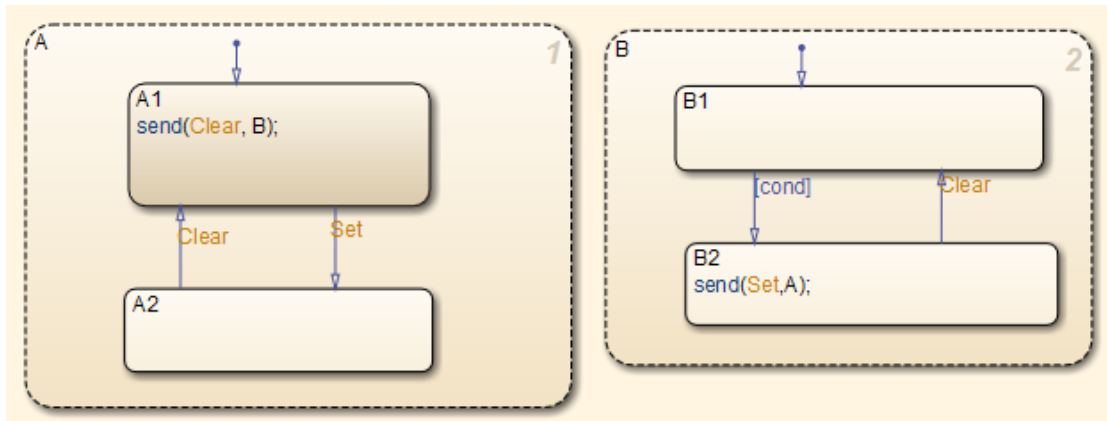 A
1
A1
send(Clear, B);
Clear
Set
A2
B
2
B1
[cond]
Clear
B2
send(Set,A);